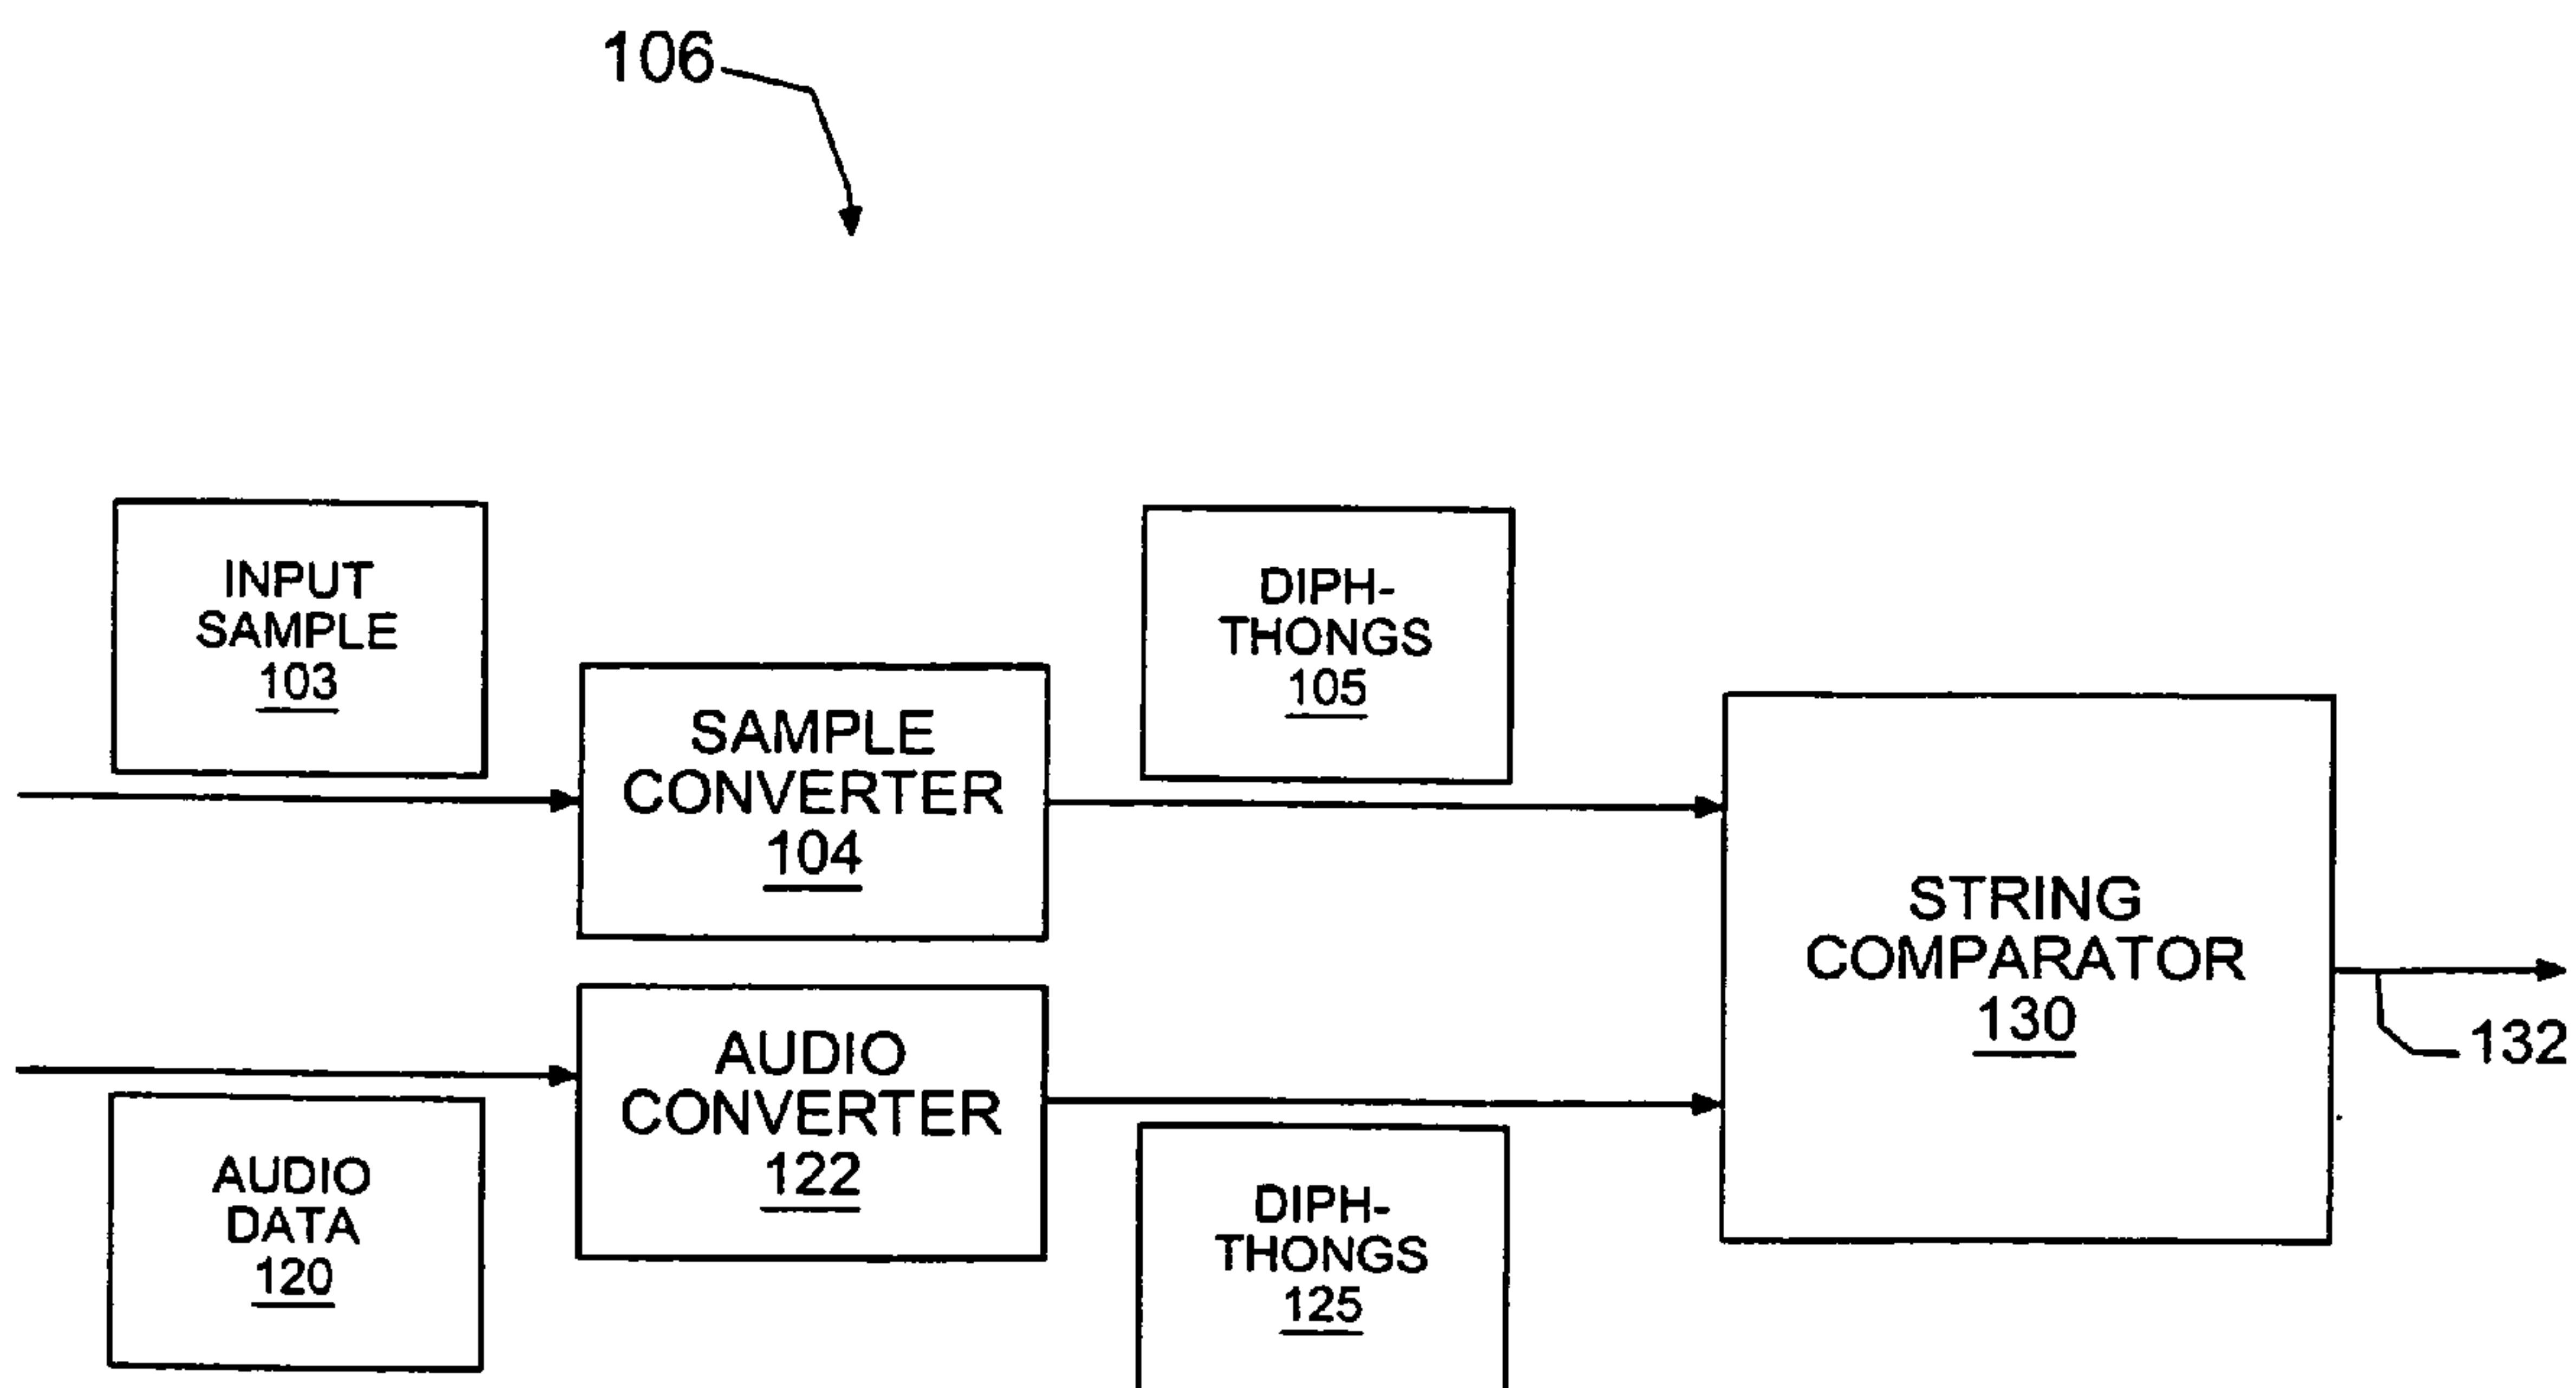 106
INPUT
SAMPLE
103
SAMPLE
CONVERTER
104
DIPH-
THONGS
105
AUDIO
DATA
120
AUDIO
CONVERTER
122
DIPH-
THONGS
125
STRING
COMPARATOR
130
132